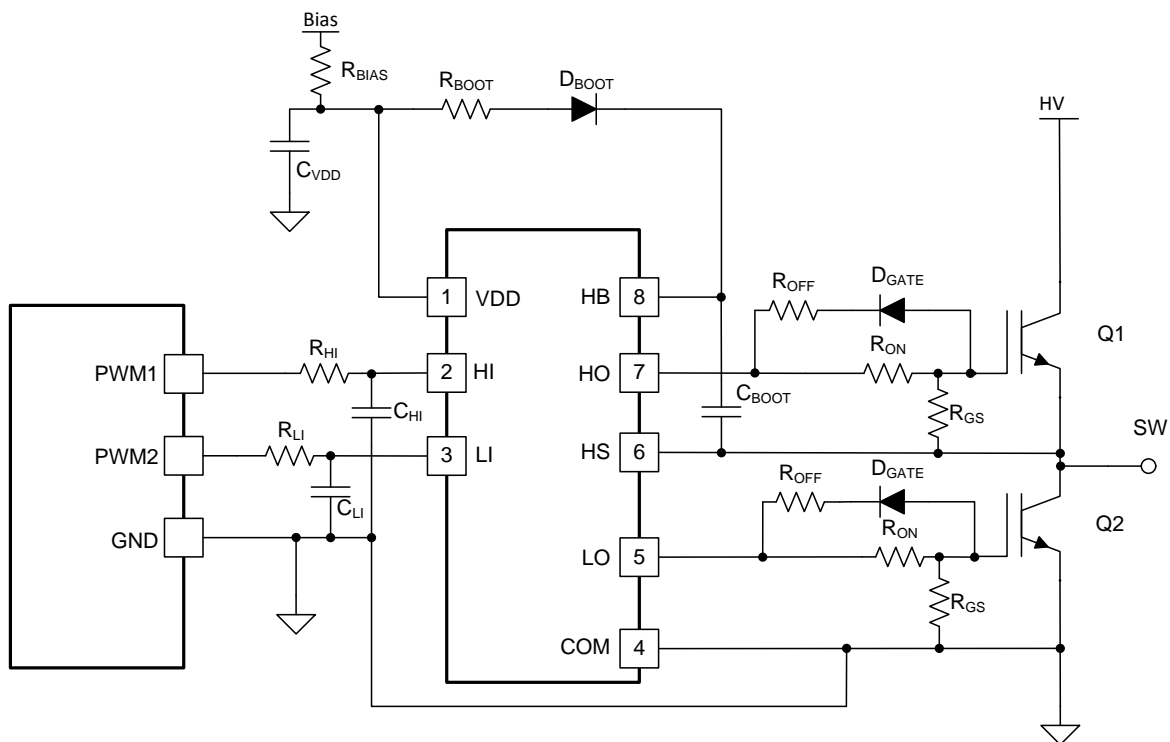 Bias
RBIAS
RBOOT
DBOOT
HV
CVDD
1
VDD
HB
8
ROFF
DGATE
Q1
PWM1
RHI
2
HI
HO
7
RON
CHI
CBOOT
RGS
SW
PWM2
RLI
3
LI
HS
6
CLI
ROFF
DGATE
Q2
GND
LO
5
RON
RGS
COM
4